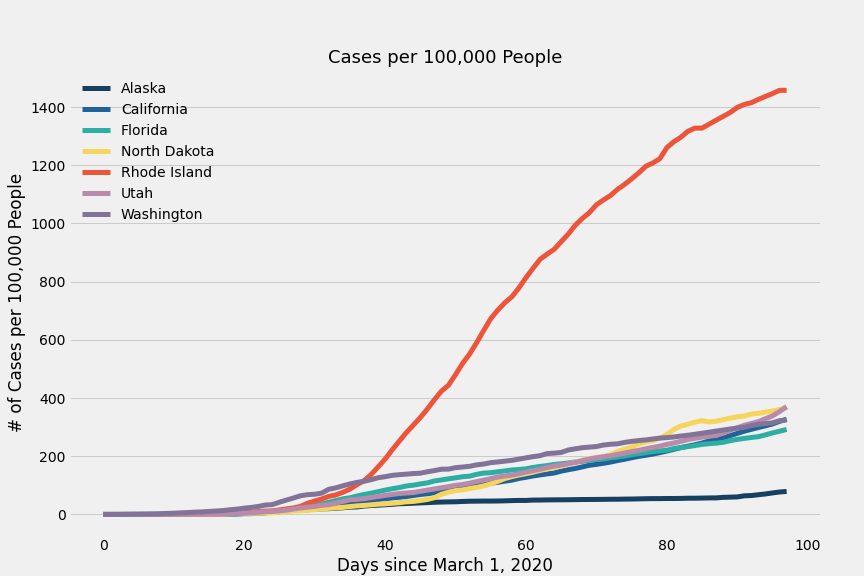 Cases per 100,000 People
Alaska
California
Florida
North Dakota
Rhode Island
Utah
Washington
# of Cases per 100,000 People
1400
1200
1000
800
600
400
200
0
0 20 40 60 80 100
Days since March 1, 2020